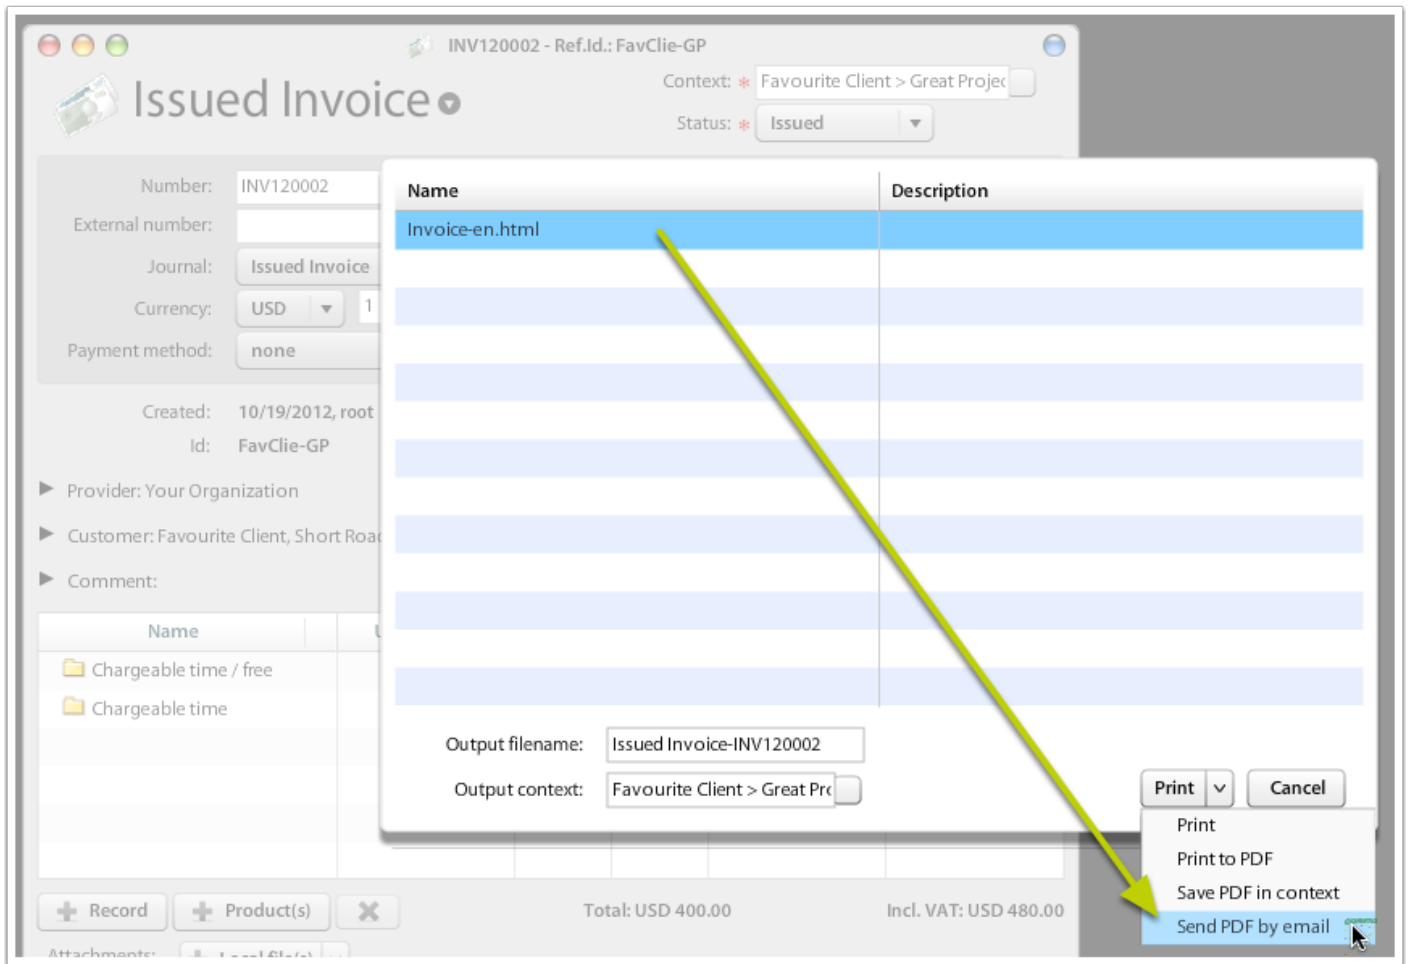 INV120002 - Ref.Id.: FavClie-GP
Issued Invoice
Context: * Favourite Client > Great Projec
Status: * Issued
Number: INV120002
External number:
Journal: Issued Invoice
Currency: USD 1
Payment method: none
Created: 10/19/2012, root
Id: FavClie-GP
Provider: Your Organization
Customer: Favourite Client, Short Roa
Comment:
Name
Chargeable time / free
Chargeable time
Record Product(s)
Total: USD 400.00 Incl. VAT: USD 480.00
Attachments: Local file(s)
Name Description
Invoice-en.html
Output filename: Issued Invoice-INV120002
Output context: Favourite Client > Great Pr
Print Cancel
Print
Print to PDF
Save PDF in context
Send PDF by email